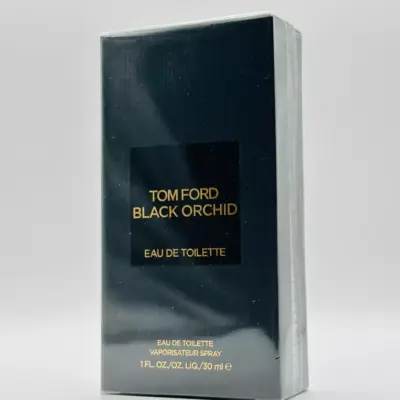 TOM FORD
BLACK ORCHID
EAU DE TOILETTE
EAU DE TOILETTE
VAPORISATEUR SPRAY
1 FL. OZ./OZ. LIQ./30 ml ℮